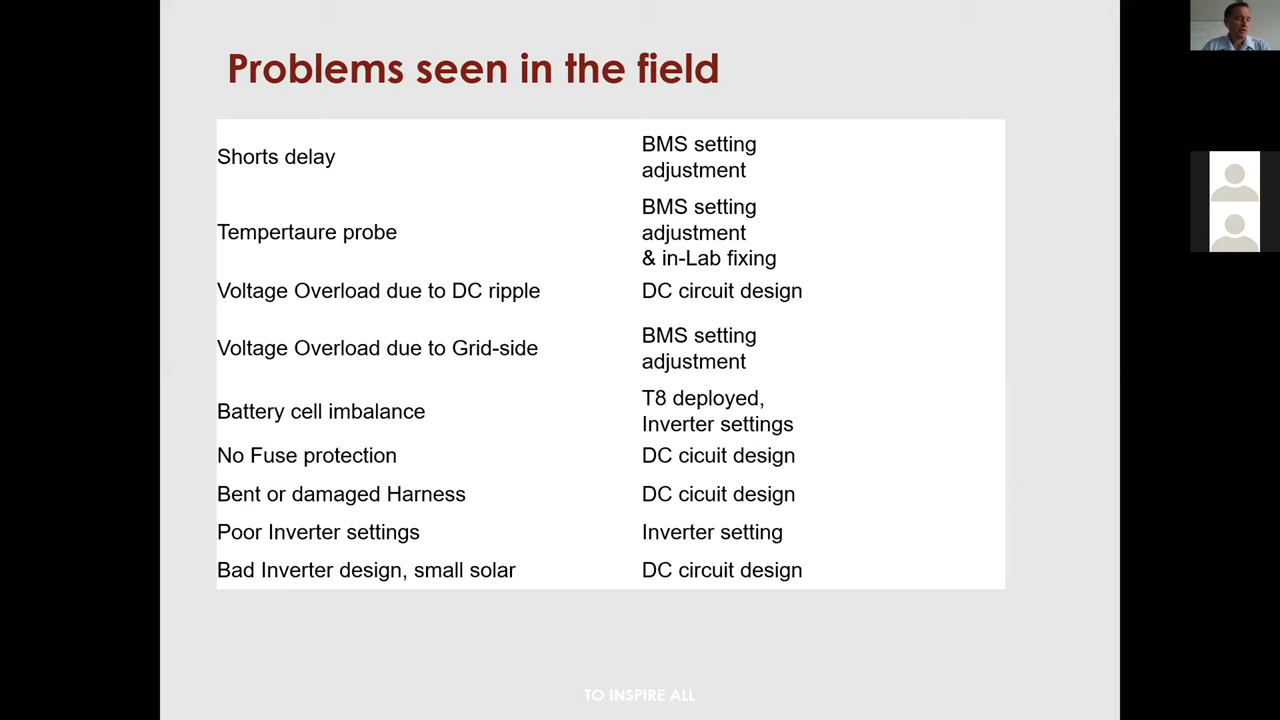 Problems seen in the field
Shorts delay
BMS setting
adjustment
Tempertaure probe
BMS setting
adjustment
& in-Lab fixing
Voltage Overload due to DC ripple
DC circuit design
Voltage Overload due to Grid-side
BMS setting
adjustment
Battery cell imbalance
T8 deployed,
Inverter settings
No Fuse protection
DC cicuit design
Bent or damaged Harness
DC cicuit design
Poor Inverter settings
Inverter setting
Bad Inverter design, small solar
DC circuit design
TO INSPIRE ALL